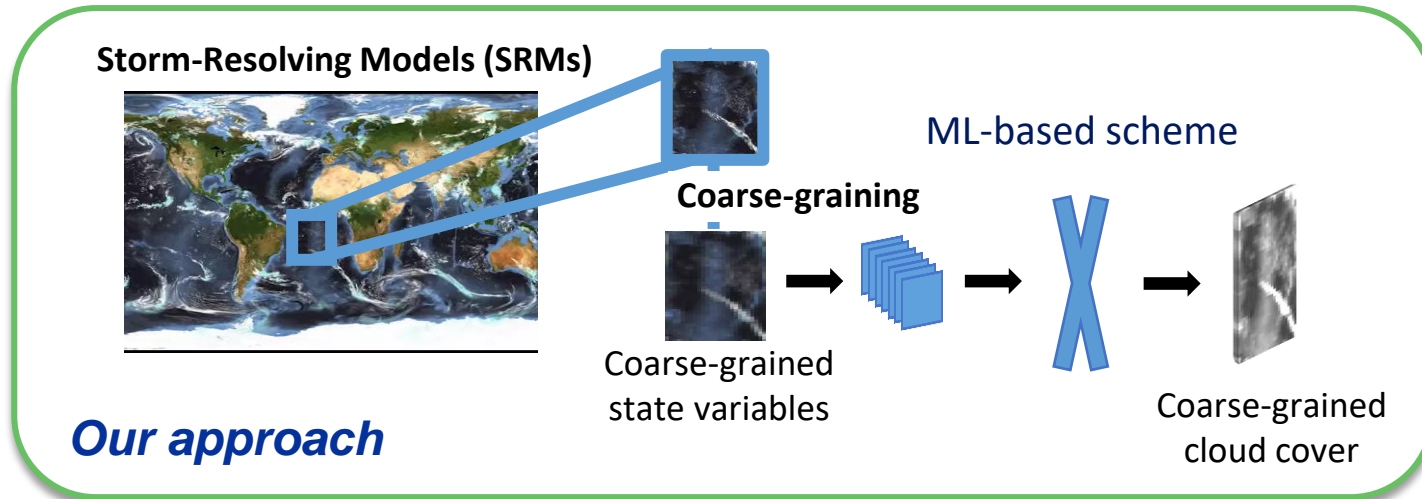 Storm-Resolving Models (SRMs)
ML-based scheme
Coarse-graining
Coarse-grained
state variables
Coarse-grained
cloud cover
Our approach